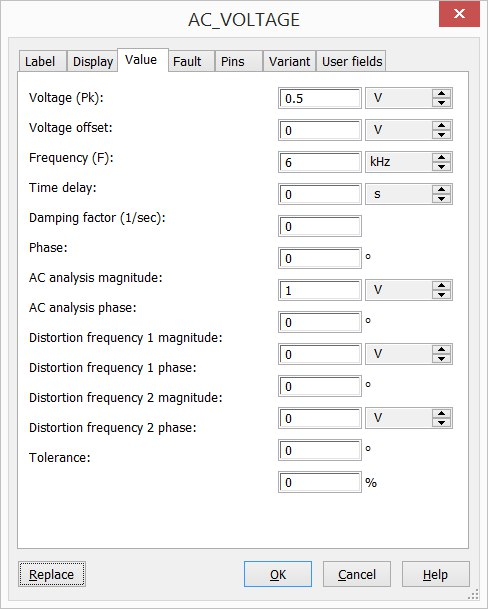 AC_VOLTAGE
Label Display Value Fault Pins Variant User fields
Voltage (Pk): 0.5 V
Voltage offset: 0 V
Frequency (F): 6 kHz
Time delay: 0 s
Damping factor (1/sec): 0
Phase: 0 °
AC analysis magnitude: 1 V
AC analysis phase: 0 °
Distortion frequency 1 magnitude: 0 V
Distortion frequency 1 phase: 0 °
Distortion frequency 2 magnitude: 0 V
Distortion frequency 2 phase: 0 °
Tolerance: 0 %
Replace OK Cancel Help